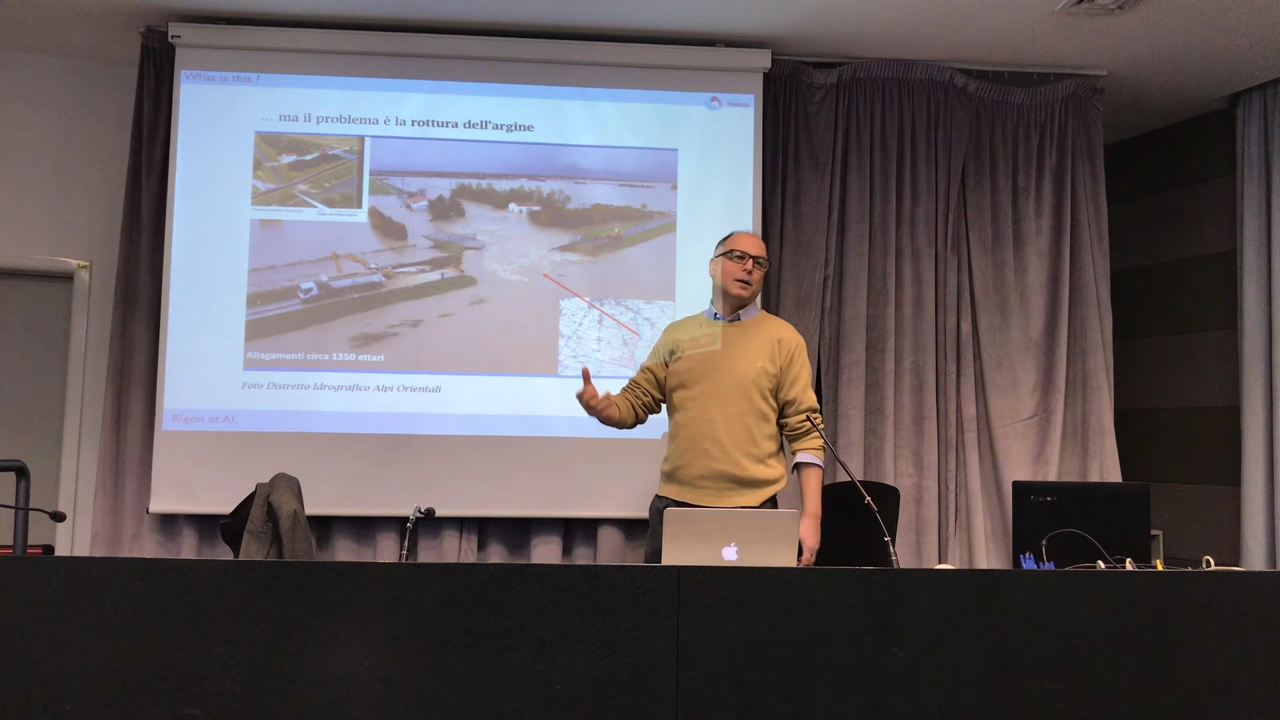 What is this ?
... ma il problema è la rottura dell'argine
Allagamenti circa 1350 ettari
Foto Distretto Idrografico Alpi Orientali
Rigon et Al.